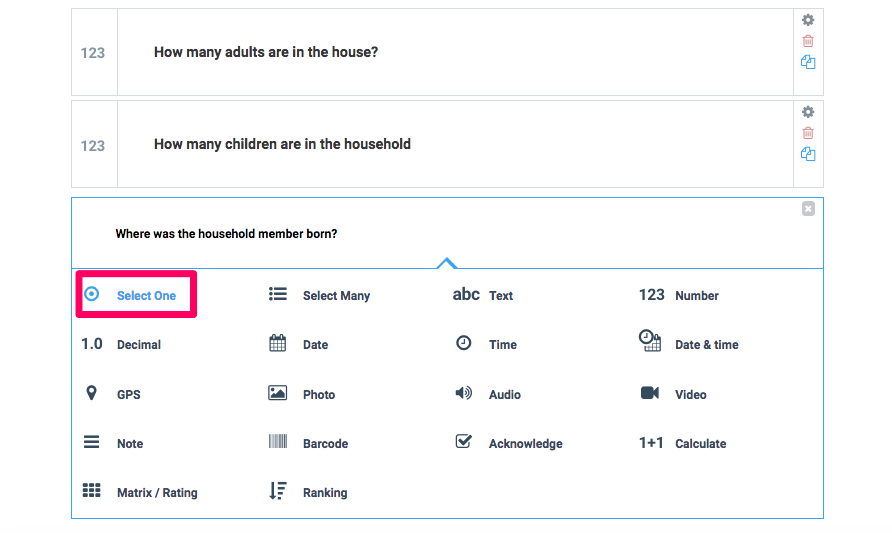 123 How many adults are in the house?
123 How many children are in the household
Where was the household member born?
Select One Select Many abc Text 123 Number
1.0 Decimal Date Time Date & time
GPS Photo Audio Video
Note Barcode Acknowledge 1+1 Calculate
Matrix / Rating Ranking